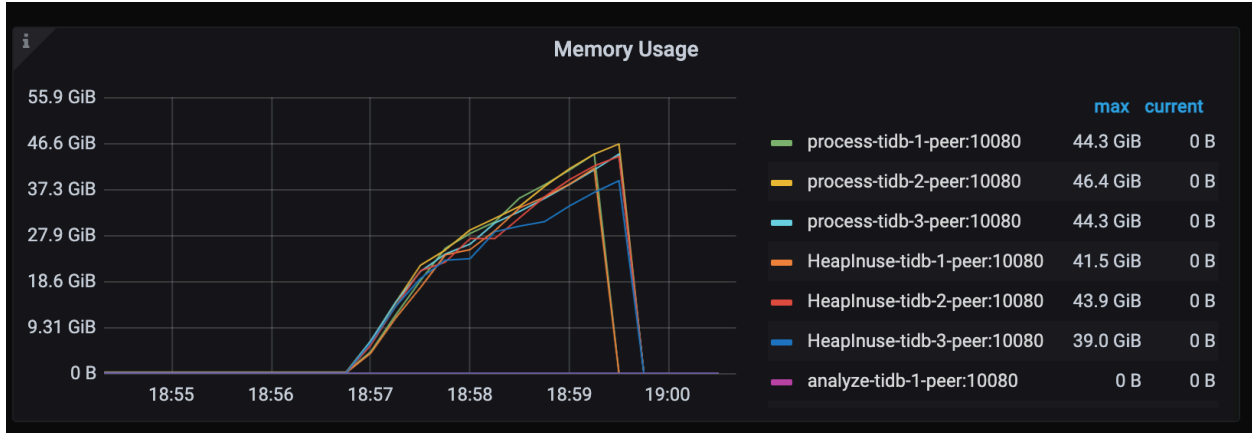 i
Memory Usage
55.9 GiB
46.6 GiB
37.3 GiB
27.9 GiB
18.6 GiB
9.31 GiB
0 B
18:55 18:56 18:57 18:58 18:59 19:00
max current
process-tidb-1-peer:10080 44.3 GiB 0 B
process-tidb-2-peer:10080 46.4 GiB 0 B
process-tidb-3-peer:10080 44.3 GiB 0 B
HeapInuse-tidb-1-peer:10080 41.5 GiB 0 B
HeapInuse-tidb-2-peer:10080 43.9 GiB 0 B
HeapInuse-tidb-3-peer:10080 39.0 GiB 0 B
analyze-tidb-1-peer:10080 0 B 0 B